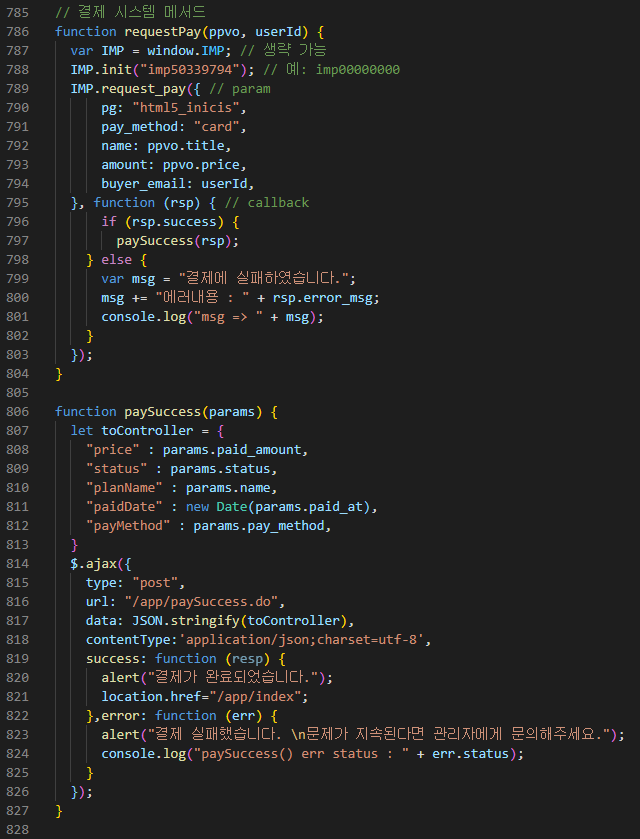 785 // 결제 시스템 메서드
786 function requestPay(ppvo, userId) {
787   var IMP = window.IMP; // 생략 가능
788   IMP.init("imp50339794"); // 예: imp00000000
789   IMP.request_pay({ // param
790       pg: "html5_inicis",
791       pay_method: "card",
792       name: ppvo.title,
793       amount: ppvo.price,
794       buyer_email: userId,
795   }, function (rsp) { // callback
796       if (rsp.success) {
797         paySuccess(rsp);
798     } else {
799       var msg = "결제에 실패하였습니다.";
800       msg += "에러내용 : " + rsp.error_msg;
801       console.log("msg => " + msg);
802     }
803   });
804 }
805
806 function paySuccess(params) {
807   let toController = {
808     "price" : params.paid_amount,
809     "status" : params.status,
810     "planName" : params.name,
811     "paidDate" : new Date(params.paid_at),
812     "payMethod" : params.pay_method,
813   }
814   $.ajax({
815     type: "post",
816     url: "/app/paySuccess.do",
817     data: JSON.stringify(toController),
818     contentType:'application/json;charset=utf-8',
819     success: function (resp) {
820       alert("결제가 완료되었습니다.");
821       location.href="/app/index";
822     },error: function (err) {
823       alert("결제 실패했습니다. \n문제가 지속된다면 관리자에게 문의해주세요.");
824       console.log("paySuccess() err status : " + err.status);
825     }
826   });
827 }
828